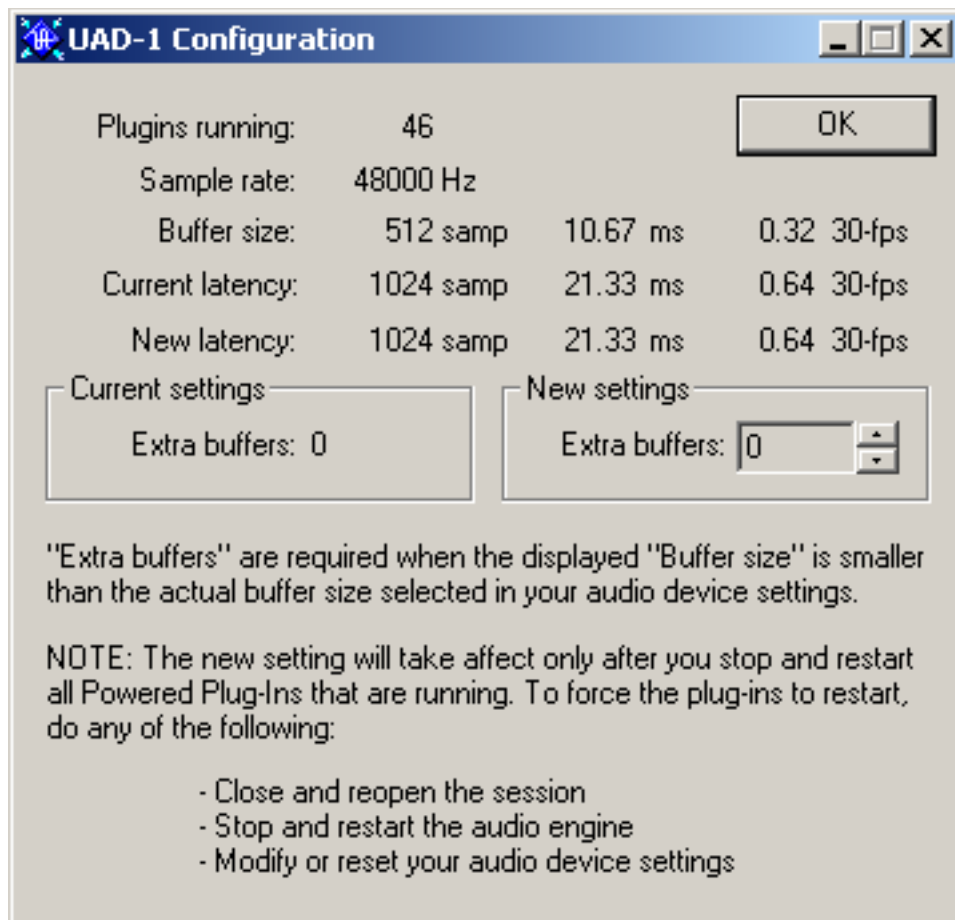 UAD-1 Configuration
Plugins running: 46 OK
Sample rate: 48000 Hz
Buffer size: 512 samp 10.67 ms 0.32 30-fps
Current latency: 1024 samp 21.33 ms 0.64 30-fps
New latency: 1024 samp 21.33 ms 0.64 30-fps
Current settings New settings
Extra buffers: 0 Extra buffers: 0
"Extra buffers" are required when the displayed "Buffer size" is smaller
than the actual buffer size selected in your audio device settings.
NOTE: The new setting will take affect only after you stop and restart
all Powered Plug-Ins that are running. To force the plug-ins to restart,
do any of the following:
- Close and reopen the session
- Stop and restart the audio engine
- Modify or reset your audio device settings